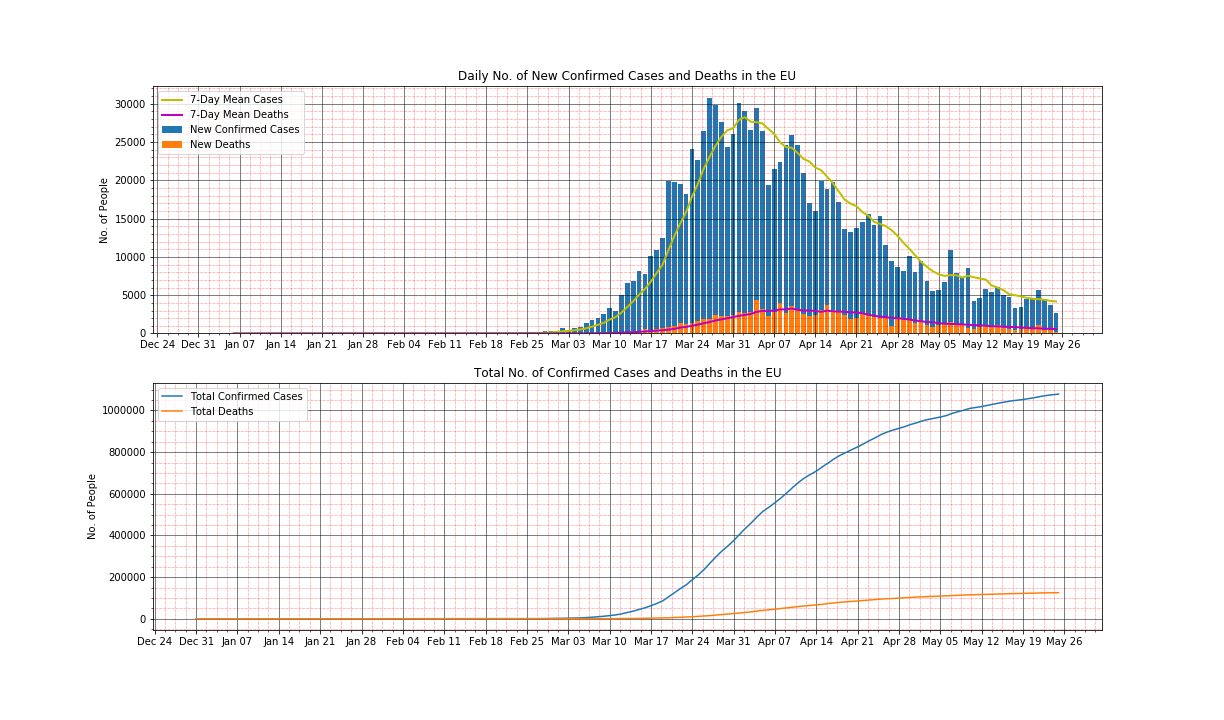 Daily No. of New Confirmed Cases and Deaths in the EU
7-Day Mean Cases
7-Day Mean Deaths
New Confirmed Cases
New Deaths
No. of People
30000
25000
20000
15000
10000
5000
0
Dec 24 Dec 31 Jan 07 Jan 14 Jan 21 Jan 28 Feb 04 Feb 11 Feb 18 Feb 25 Mar 03 Mar 10 Mar 17 Mar 24 Mar 31 Apr 07 Apr 14 Apr 21 Apr 28 May 05 May 12 May 19 May 26
Total No. of Confirmed Cases and Deaths in the EU
Total Confirmed Cases
Total Deaths
No. of People
1000000
800000
600000
400000
200000
0
Dec 24 Dec 31 Jan 07 Jan 14 Jan 21 Jan 28 Feb 04 Feb 11 Feb 18 Feb 25 Mar 03 Mar 10 Mar 17 Mar 24 Mar 31 Apr 07 Apr 14 Apr 21 Apr 28 May 05 May 12 May 19 May 26